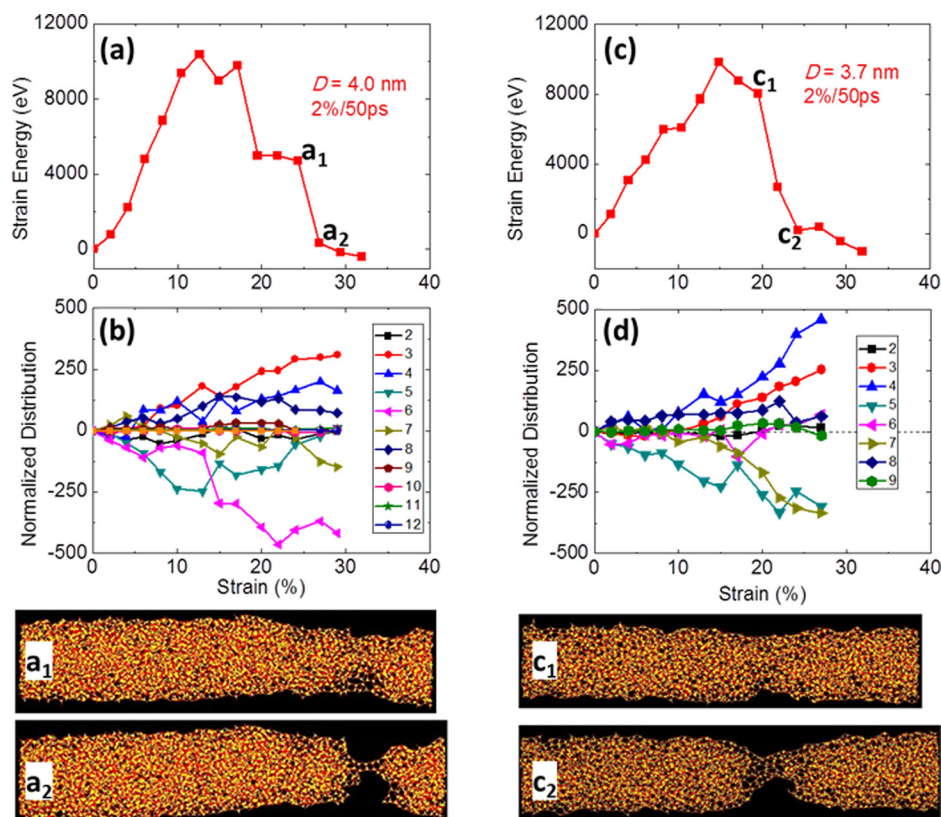 (a)
Strain Energy (eV)
12000
8000
4000
0
D = 4.0 nm
2%/50ps
a1
a2
0 10 20 30 40
(c)
Strain Energy (eV)
12000
8000
4000
0
D = 3.7 nm
2%/50ps
c1
c2
0 10 20 30 40
(b)
Normalized Distribution
500
250
0
-250
-500
2
3
4
5
6
7
8
9
10
11
12
0 10 20 30 40
Strain (%)
(d)
Normalized Distribution
500
250
0
-250
-500
2
3
4
5
6
7
8
9
0 10 20 30 40
Strain (%)
a1
c1
a2
c2